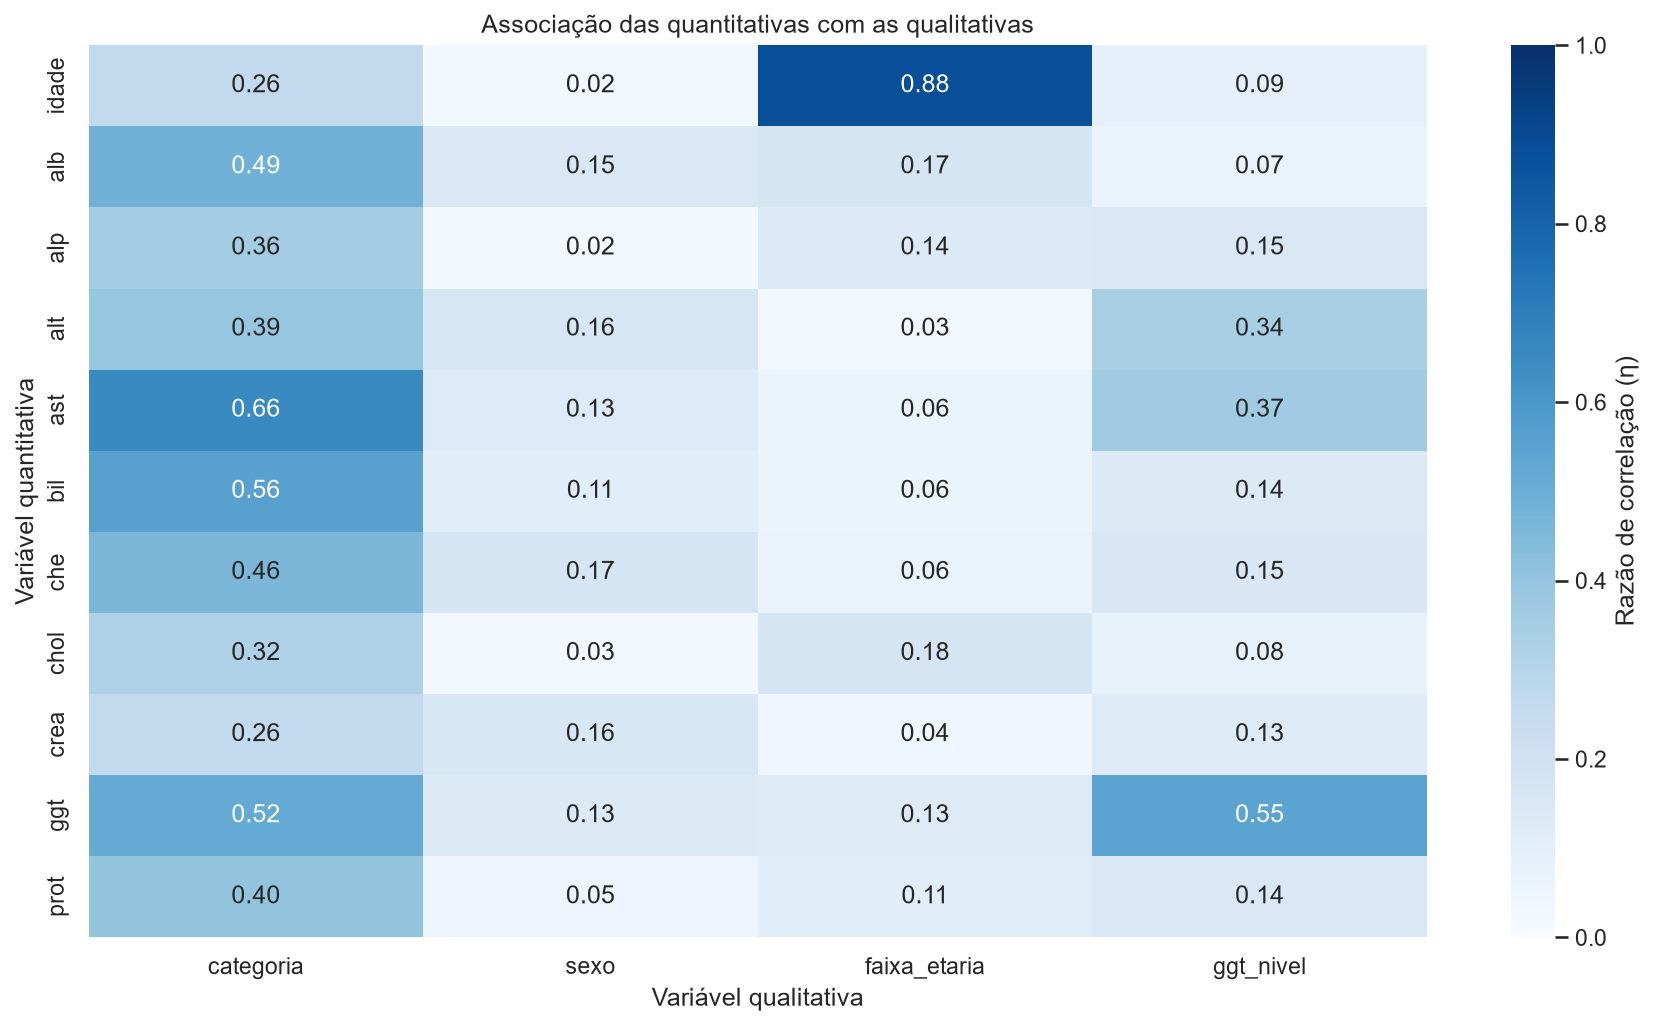 Associação das quantitativas com as qualitativas
Variável quantitativa
idade 0.26 0.02 0.88 0.09
alb 0.49 0.15 0.17 0.07
alp 0.36 0.02 0.14 0.15
alt 0.39 0.16 0.03 0.34
ast 0.66 0.13 0.06 0.37
bil 0.56 0.11 0.06 0.14
che 0.46 0.17 0.06 0.15
chol 0.32 0.03 0.18 0.08
crea 0.26 0.16 0.04 0.13
ggt 0.52 0.13 0.13 0.55
prot 0.40 0.05 0.11 0.14
categoria sexo faixa_etaria ggt_nivel
Variável qualitativa
1.0
0.8
0.6
0.4
0.2
0.0
Razão de correlação (η)